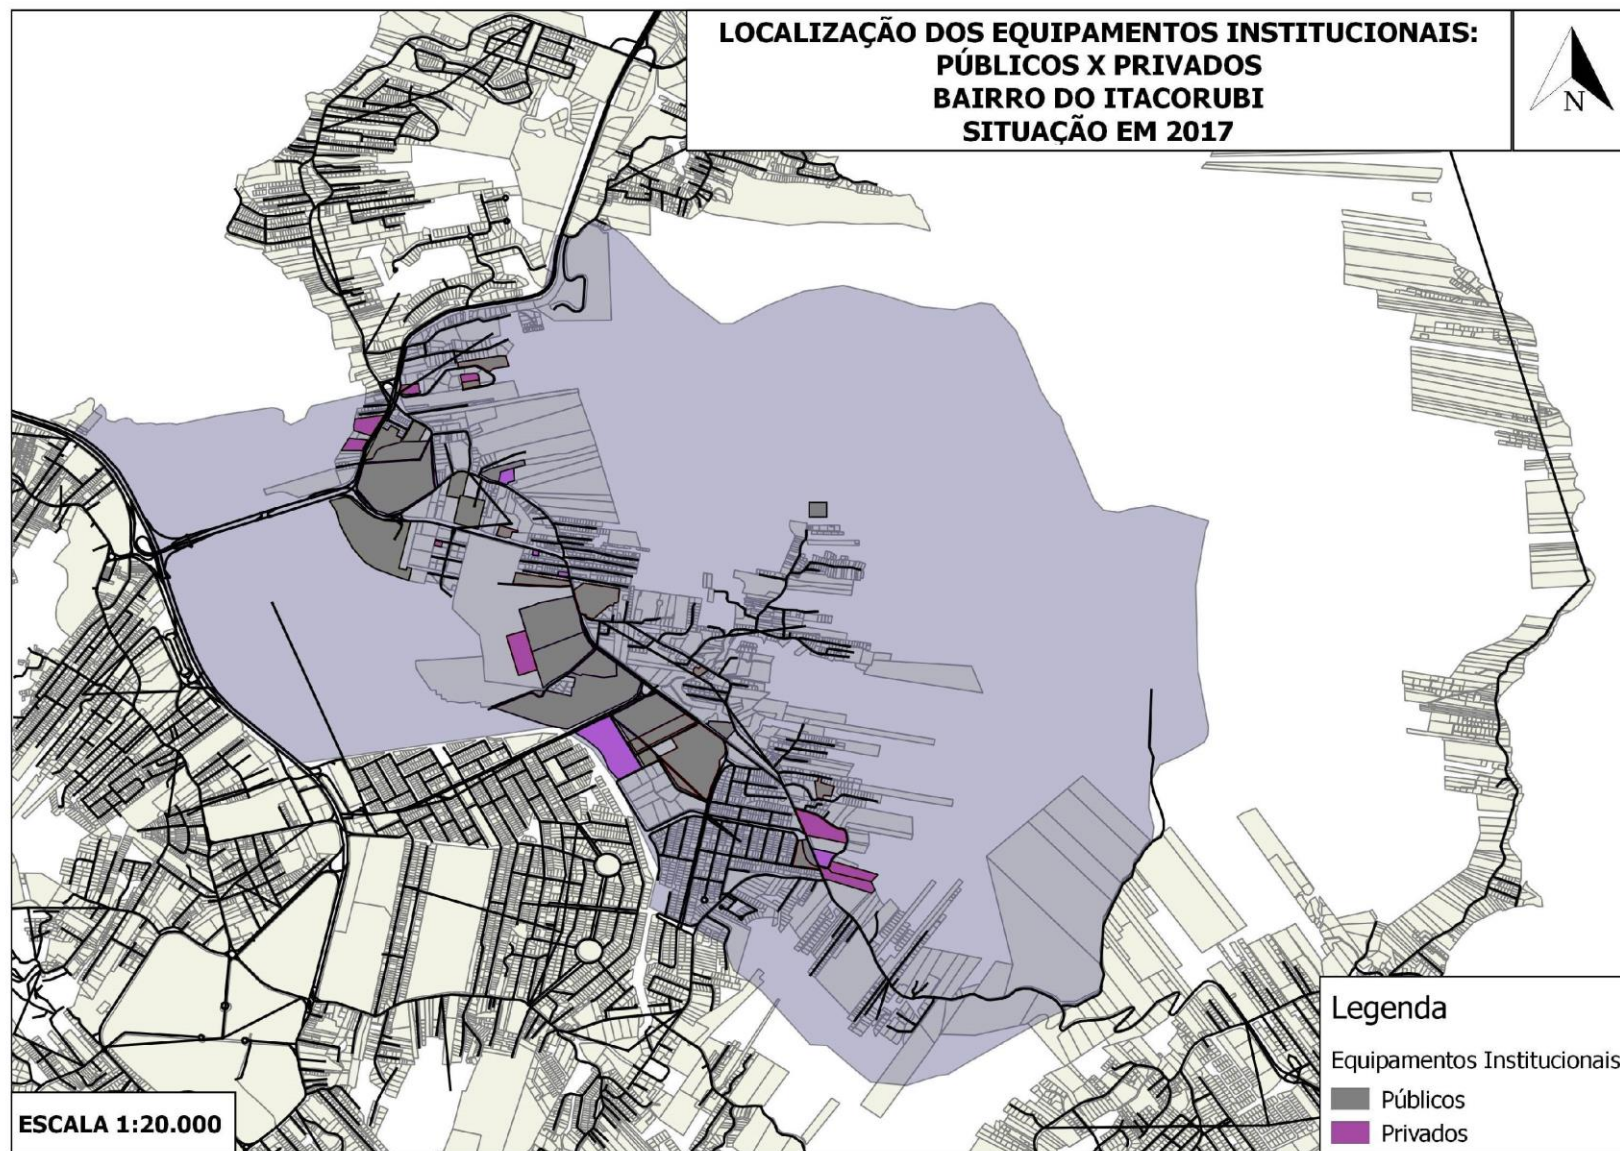 LOCALIZAÇÃO DOS EQUIPAMENTOS INSTITUCIONAIS:
PÚBLICOS X PRIVADOS
BAIRRO DO ITACORUBI
SITUAÇÃO EM 2017
N
Legenda
Equipamentos Institucionais
Públicos
Privados
ESCALA 1:20.000